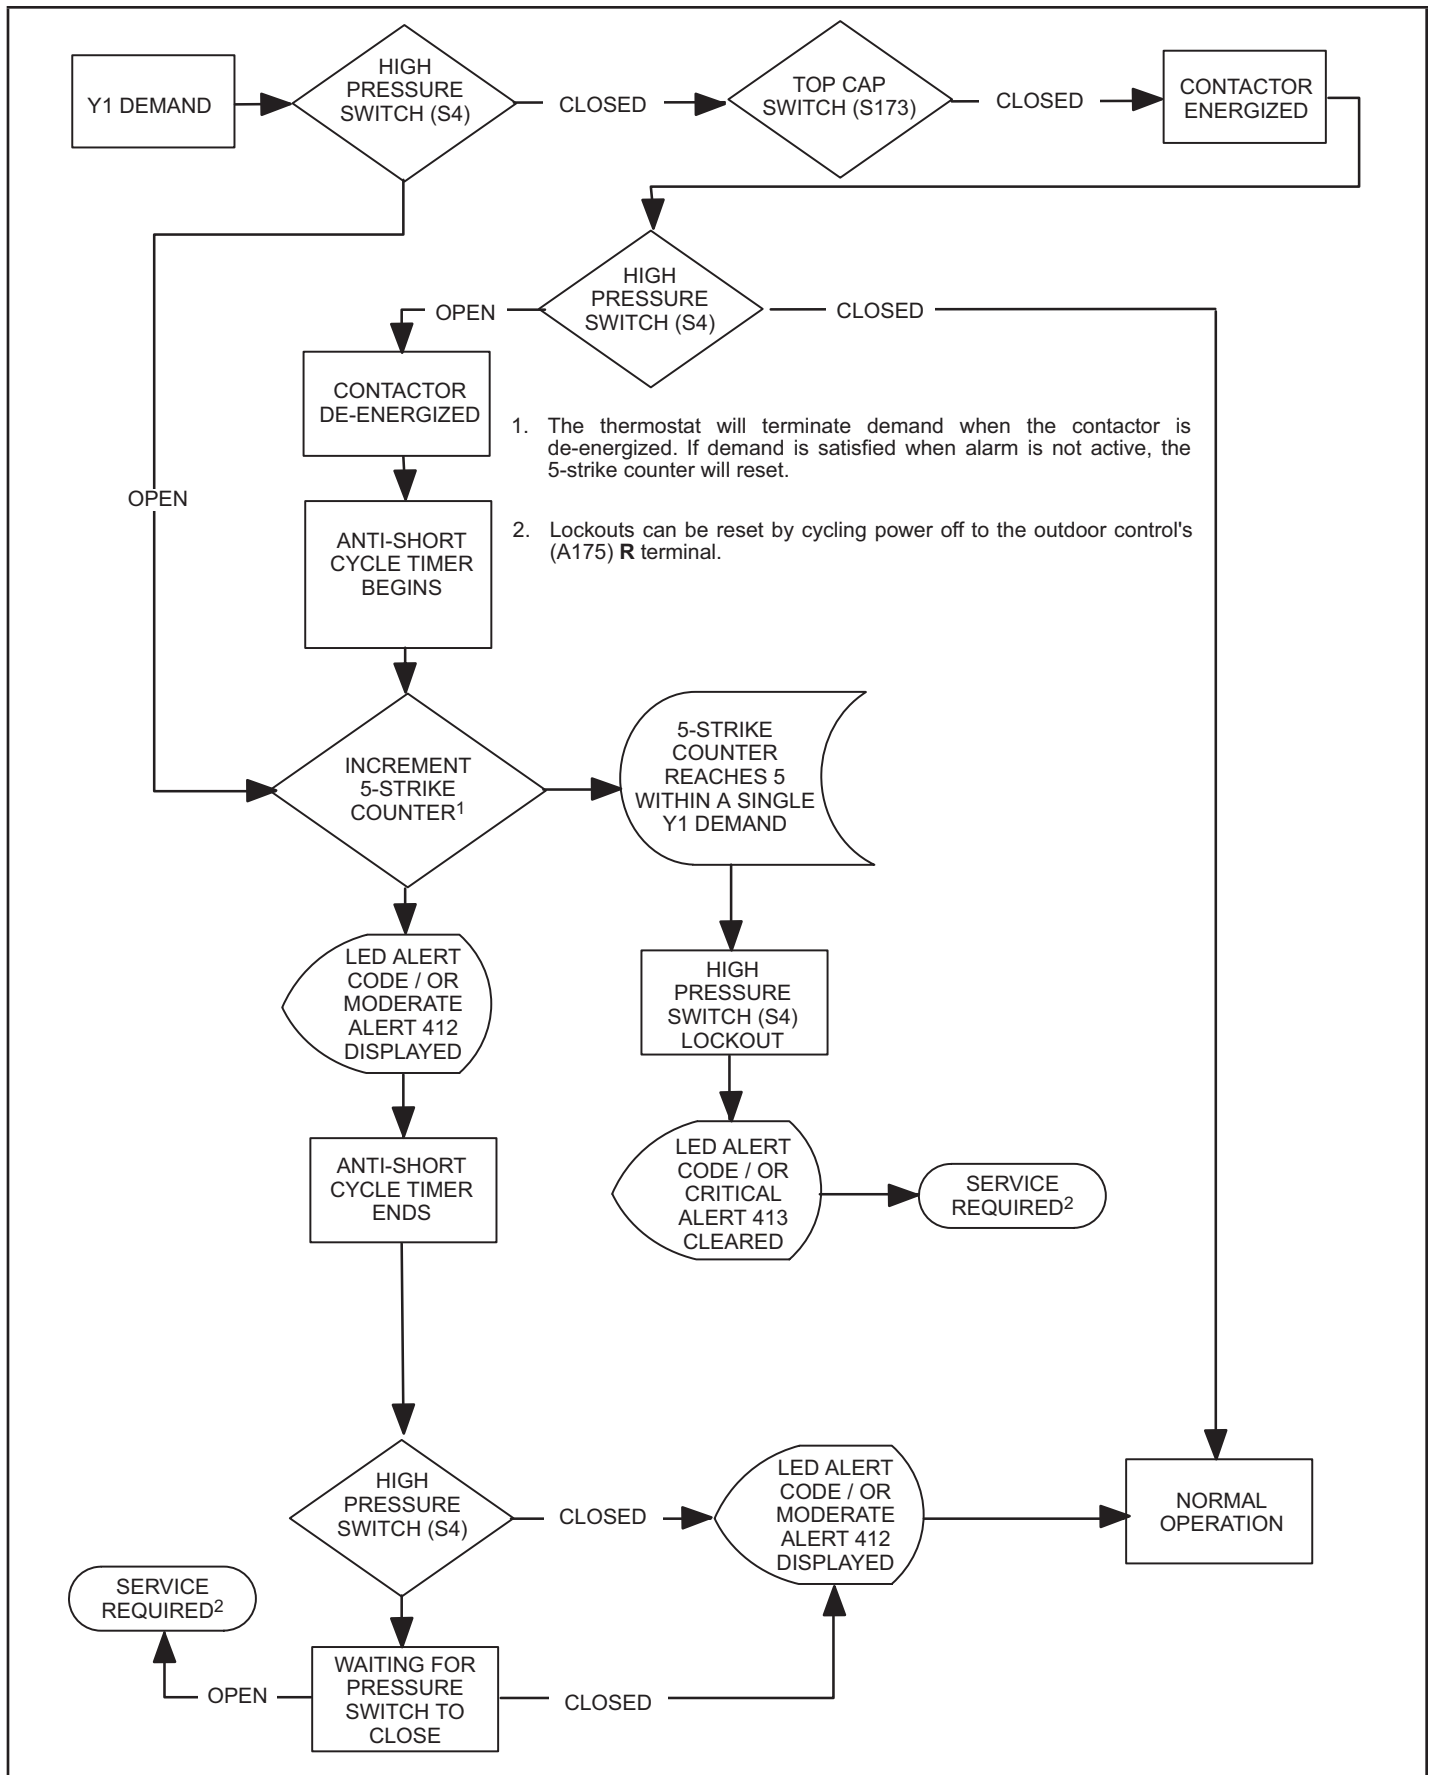 Y1 DEMAND
HIGH
PRESSURE
SWITCH (S4)
CLOSED
TOP CAP
SWITCH (S173)
CLOSED
CONTACTOR
ENERGIZED
HIGH
PRESSURE
SWITCH (S4)
OPEN
CLOSED
CONTACTOR
DE-ENERGIZED
1. The thermostat will terminate demand when the contactor is
de-energized. If demand is satisfied when alarm is not active, the
5-strike counter will reset.
OPEN
2. Lockouts can be reset by cycling power off to the outdoor control's
(A175) R terminal.
ANTI-SHORT
CYCLE TIMER
BEGINS
INCREMENT
5-STRIKE
COUNTER1
5-STRIKE
COUNTER
REACHES 5
WITHIN A SINGLE
Y1 DEMAND
LED ALERT
CODE / OR
MODERATE
ALERT 412
DISPLAYED
HIGH
PRESSURE
SWITCH (S4)
LOCKOUT
ANTI-SHORT
CYCLE TIMER
ENDS
LED ALERT
CODE / OR
CRITICAL
ALERT 413
CLEARED
SERVICE
REQUIRED2
HIGH
PRESSURE
SWITCH (S4)
CLOSED
LED ALERT
CODE / OR
MODERATE
ALERT 412
DISPLAYED
NORMAL
OPERATION
SERVICE
REQUIRED2
OPEN
WAITING FOR
PRESSURE
SWITCH TO
CLOSE
CLOSED